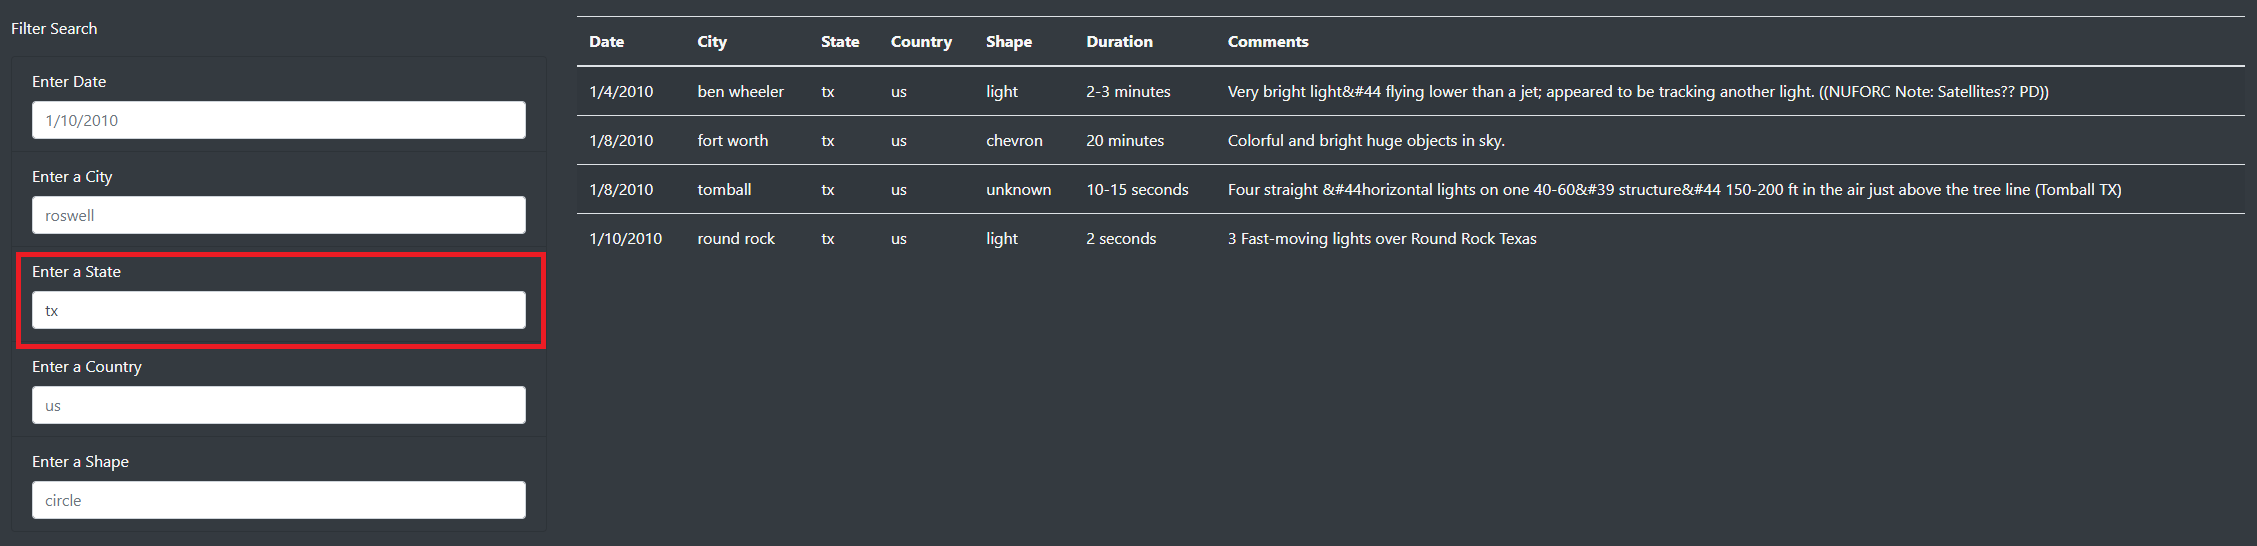 Filter Search
Enter Date
1/10/2010
Enter a City
roswell
Enter a State
tx
Enter a Country
us
Enter a Shape
circle
Date City State Country Shape Duration Comments
1/4/2010 ben wheeler tx us light 2-3 minutes Very bright light&#44 flying lower than a jet; appeared to be tracking another light. ((NUFORC Note: Satellites?? PD))
1/8/2010 fort worth tx us chevron 20 minutes Colorful and bright huge objects in sky.
1/8/2010 tomball tx us unknown 10-15 seconds Four straight &#44horizontal lights on one 40-60&#39 structure&#44 150-200 ft in the air just above the tree line (Tomball TX)
1/10/2010 round rock tx us light 2 seconds 3 Fast-moving lights over Round Rock Texas